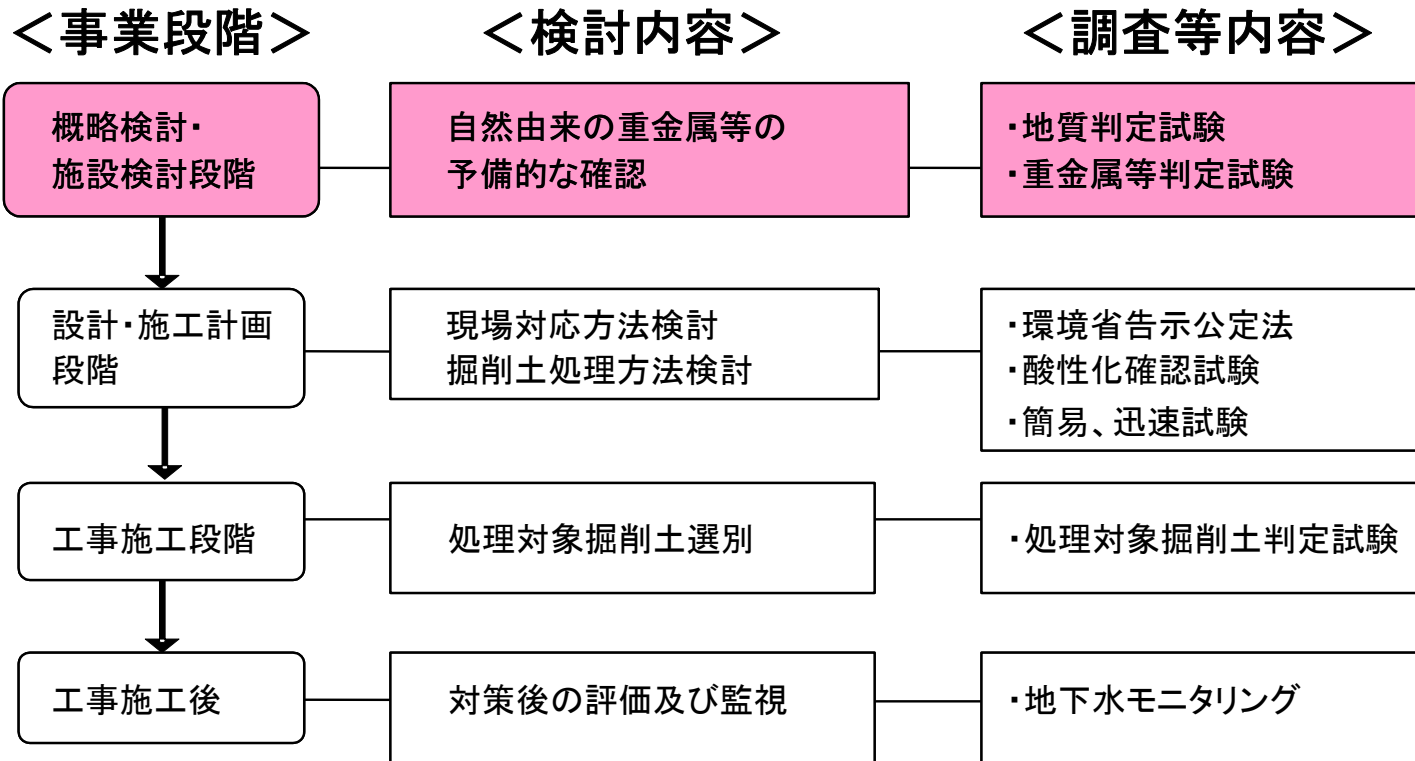 ＜事業段階＞
＜検討内容＞
＜調査等内容＞
概略検討・
施設検討段階
自然由来の重金属等の
予備的な確認
・地質判定試験
・重金属等判定試験
設計・施工計画
段階
現場対応方法検討
掘削土処理方法検討
・環境省告示公定法
・酸性化確認試験
・簡易、迅速試験
工事施工段階
処理対象掘削土選別
・処理対象掘削土判定試験
工事施工後
対策後の評価及び監視
・地下水モニタリング